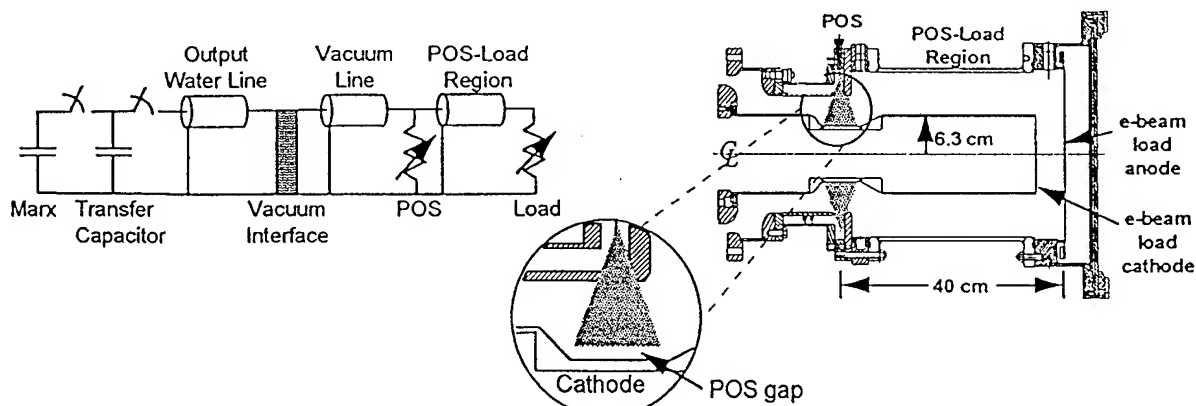 Output
Water Line
Vacuum
Line
POS-Load
Region
Marx
Transfer
Capacitor
Vacuum
Interface
POS
Load
POS
POS-Load
Region
6.3 cm
℄
e-beam
load
anode
e-beam
load
cathode
40 cm
Cathode
POS gap